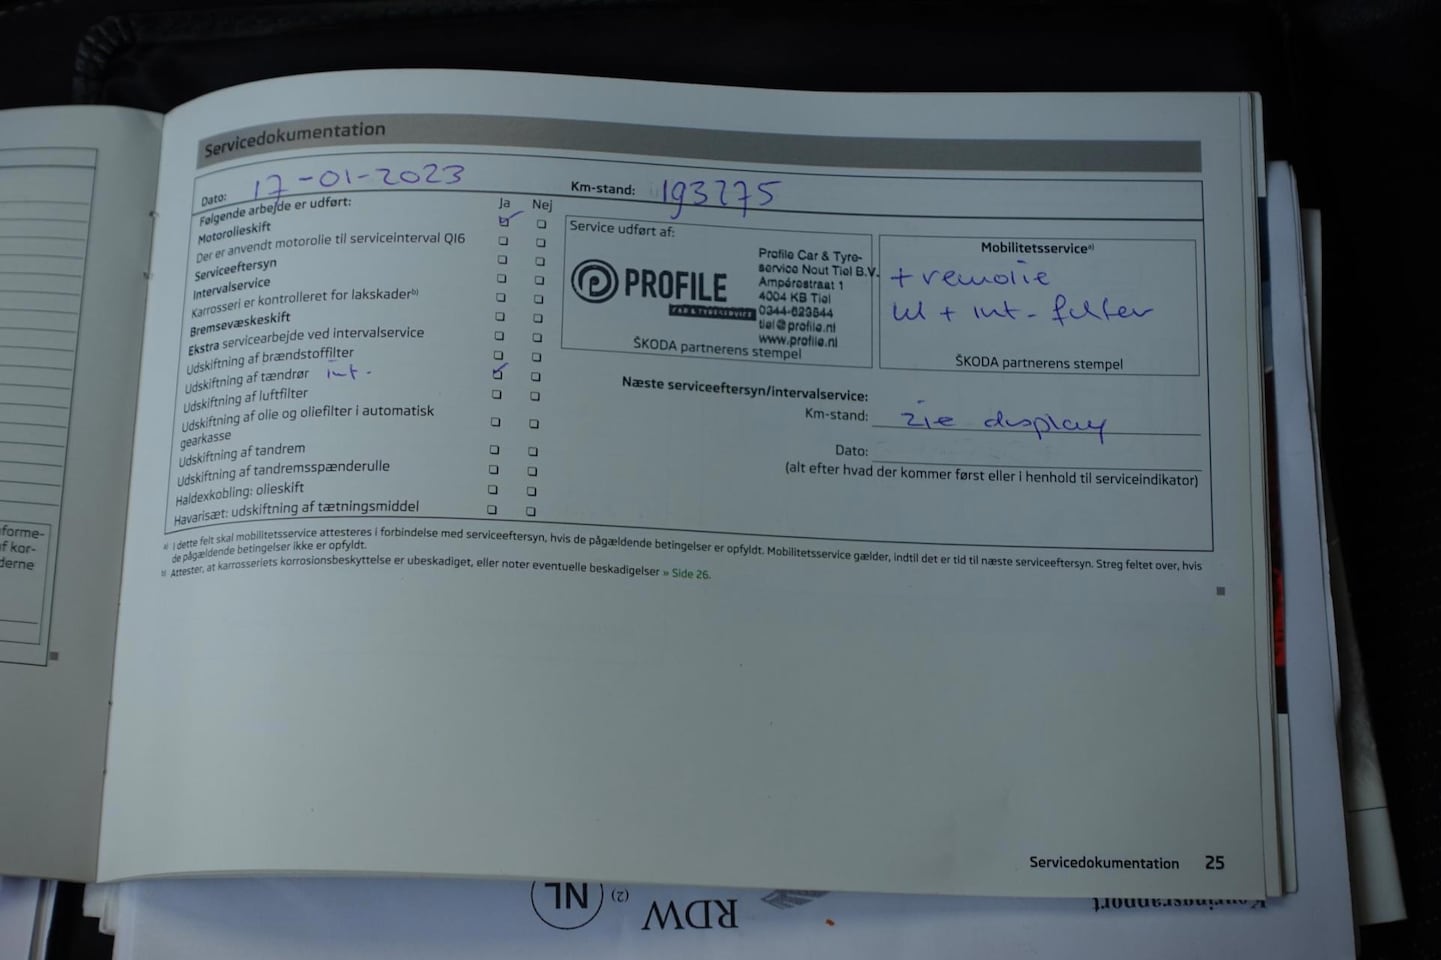 Servicedokumentation
Dato: 17-01-2023
Km-stand: 193275
Følgende arbejde er udført:
Ja Nej
Motorolieskift
Der er anvendt motorolie til serviceinterval QI6
Serviceeftersyn
Intervalservice
Karrosseri er kontrolleret for lakskader b)
Bremsevæskeskift
Ekstra servicearbejde ved intervalservice
Udskiftning af brændstoffilter
Udskiftning af tændrør int.
Udskiftning af luftfilter
Udskiftning af olie og oliefilter i automatisk
gearkasse
Udskiftning af tandrem
Udskiftning af tandremsspænderulle
Haldexkobling: olieskift
Havarisæt: udskiftning af tætningsmiddel
Service udført af:
PROFILE
CAR & TYRESERVICE
Profile Car & Tyre-
service Nout Tiel B.V.
Ampérestraat 1
4004 KB Tiel
0344-623644
tiel@profile.nl
www.profile.nl
ŠKODA partnerens stempel
Mobilitetsservice a)
+ remolie
+ int-filter
ŠKODA partnerens stempel
Næste serviceeftersyn/intervalservice:
Km-stand: zie display
Dato:
(alt efter hvad der kommer først eller i henhold til serviceindikator)
a) I dette felt skal mobilitetsservice attesteres i forbindelse med serviceeftersyn, hvis de pågældende betingelser er opfyldt. Mobilitetsservice gælder, indtil det er tid til næste serviceeftersyn. Streg feltet over, hvis
de pågældende betingelser ikke er opfyldt.
b) Attester, at karrosseriets korrosionsbeskyttelse er ubeskadiget, eller noter eventuelle beskadigelser » Side 26.
Servicedokumentation 25
forme-
f kor-
derne
NL
(2)
RDW